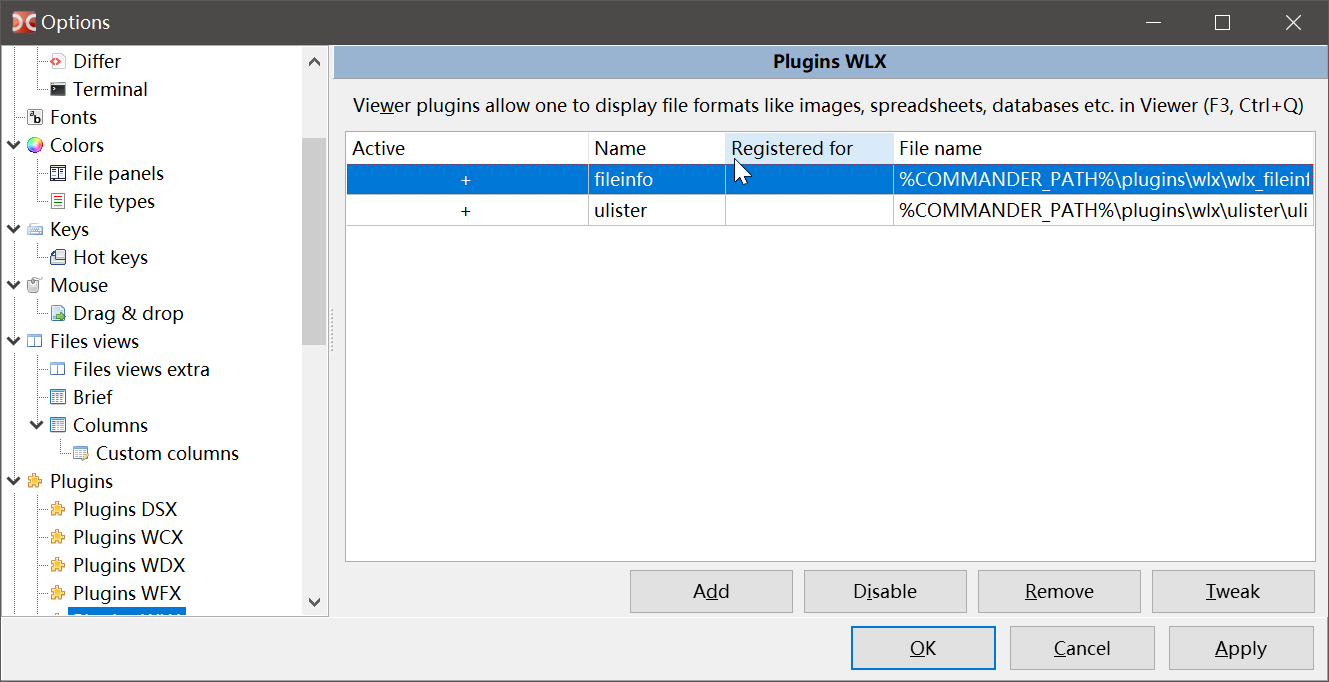 Options
Differ
Terminal
Fonts
Colors
File panels
File types
Keys
Hot keys
Mouse
Drag & drop
Files views
Files views extra
Brief
Columns
Custom columns
Plugins
Plugins DSX
Plugins WCX
Plugins WDX
Plugins WFX
Plugins WLX
Viewer plugins allow one to display file formats like images, spreadsheets, databases etc. in Viewer (F3, Ctrl+Q)
Active Name Registered for File name
+ fileinfo %COMMANDER_PATH%\plugins\wlx\wlx_fileinf
+ ulister %COMMANDER_PATH%\plugins\wlx\ulister\uli
Add Disable Remove Tweak
OK Cancel Apply